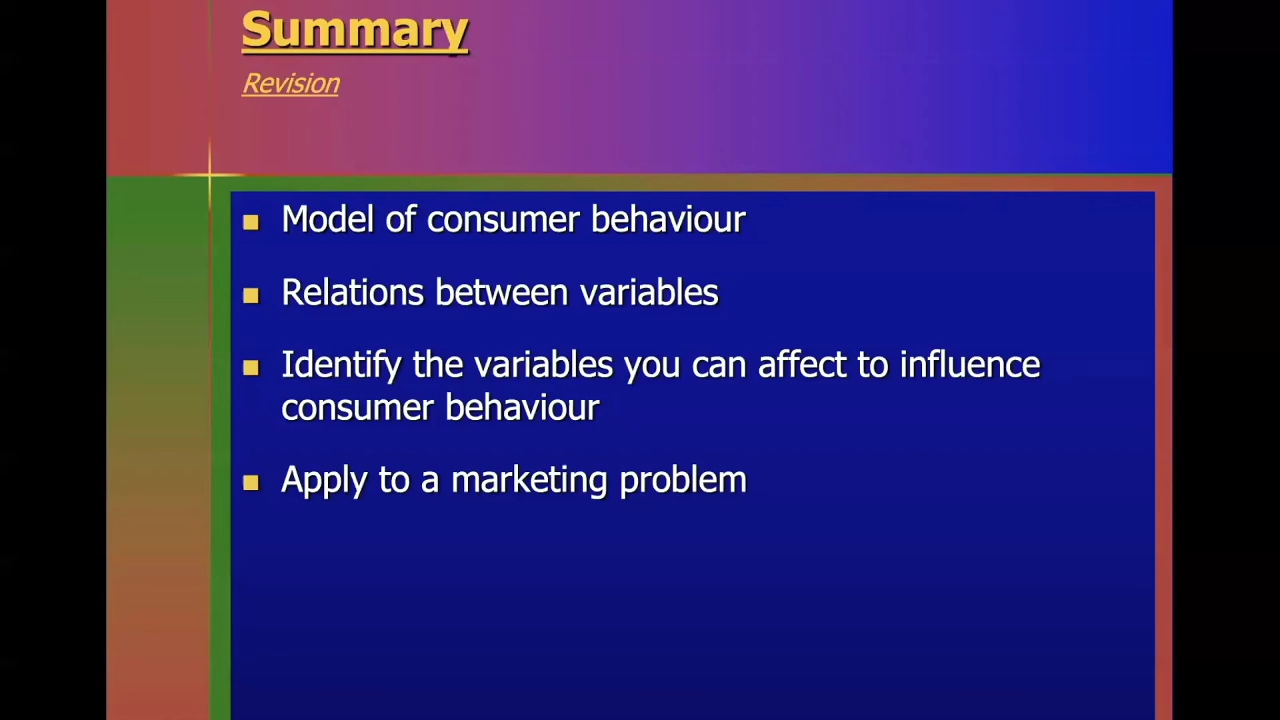 Summary
Revision
Model of consumer behaviour
Relations between variables
Identify the variables you can affect to influence
consumer behaviour
Apply to a marketing problem